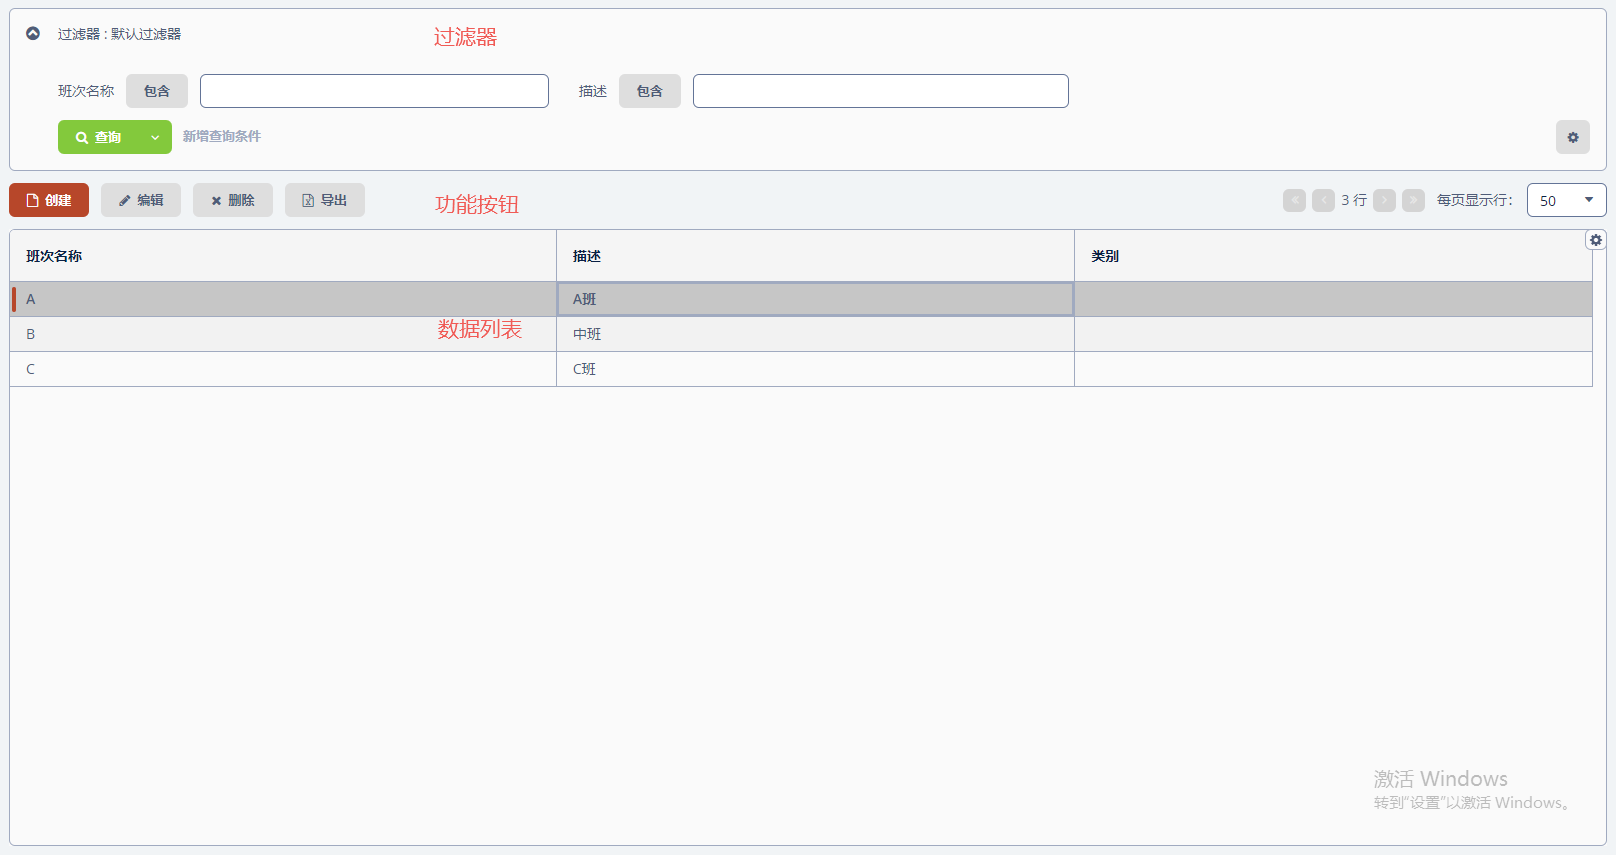 过滤器 : 默认过滤器
过滤器
班次名称 包含 描述 包含
查询 新增查询条件
创建 编辑 删除 导出
功能按钮
3 行 每页显示行: 50
班次名称 描述 类别
A A班
数据列表
B 中班
C C班
激活 Windows
转到“设置”以激活 Windows。